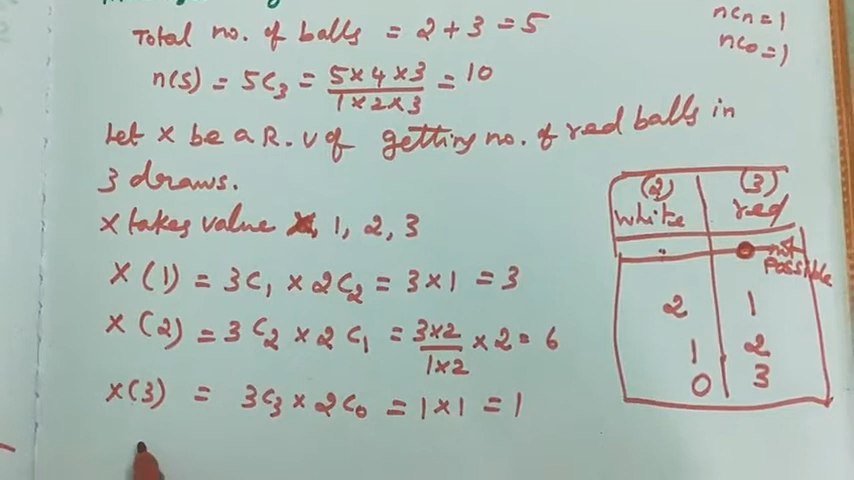 nCn = 1
Total no. of balls = 2 + 3 = 5
nC0 = 1
n(S) = 5C3 = 5×4×3 / 1×2×3 = 10
Let X be a R.V of getting no. of red balls in
3 draws.
X takes value 1, 2, 3
X(1) = 3C1 × 2C2 = 3×1 = 3
X(2) = 3C2 × 2C1 = 3×2 / 1×2 × 2 = 6
X(3) = 3C3 × 2C0 = 1×1 = 1
(2) (3)
white red
not
possible
2 1
1 2
0 3